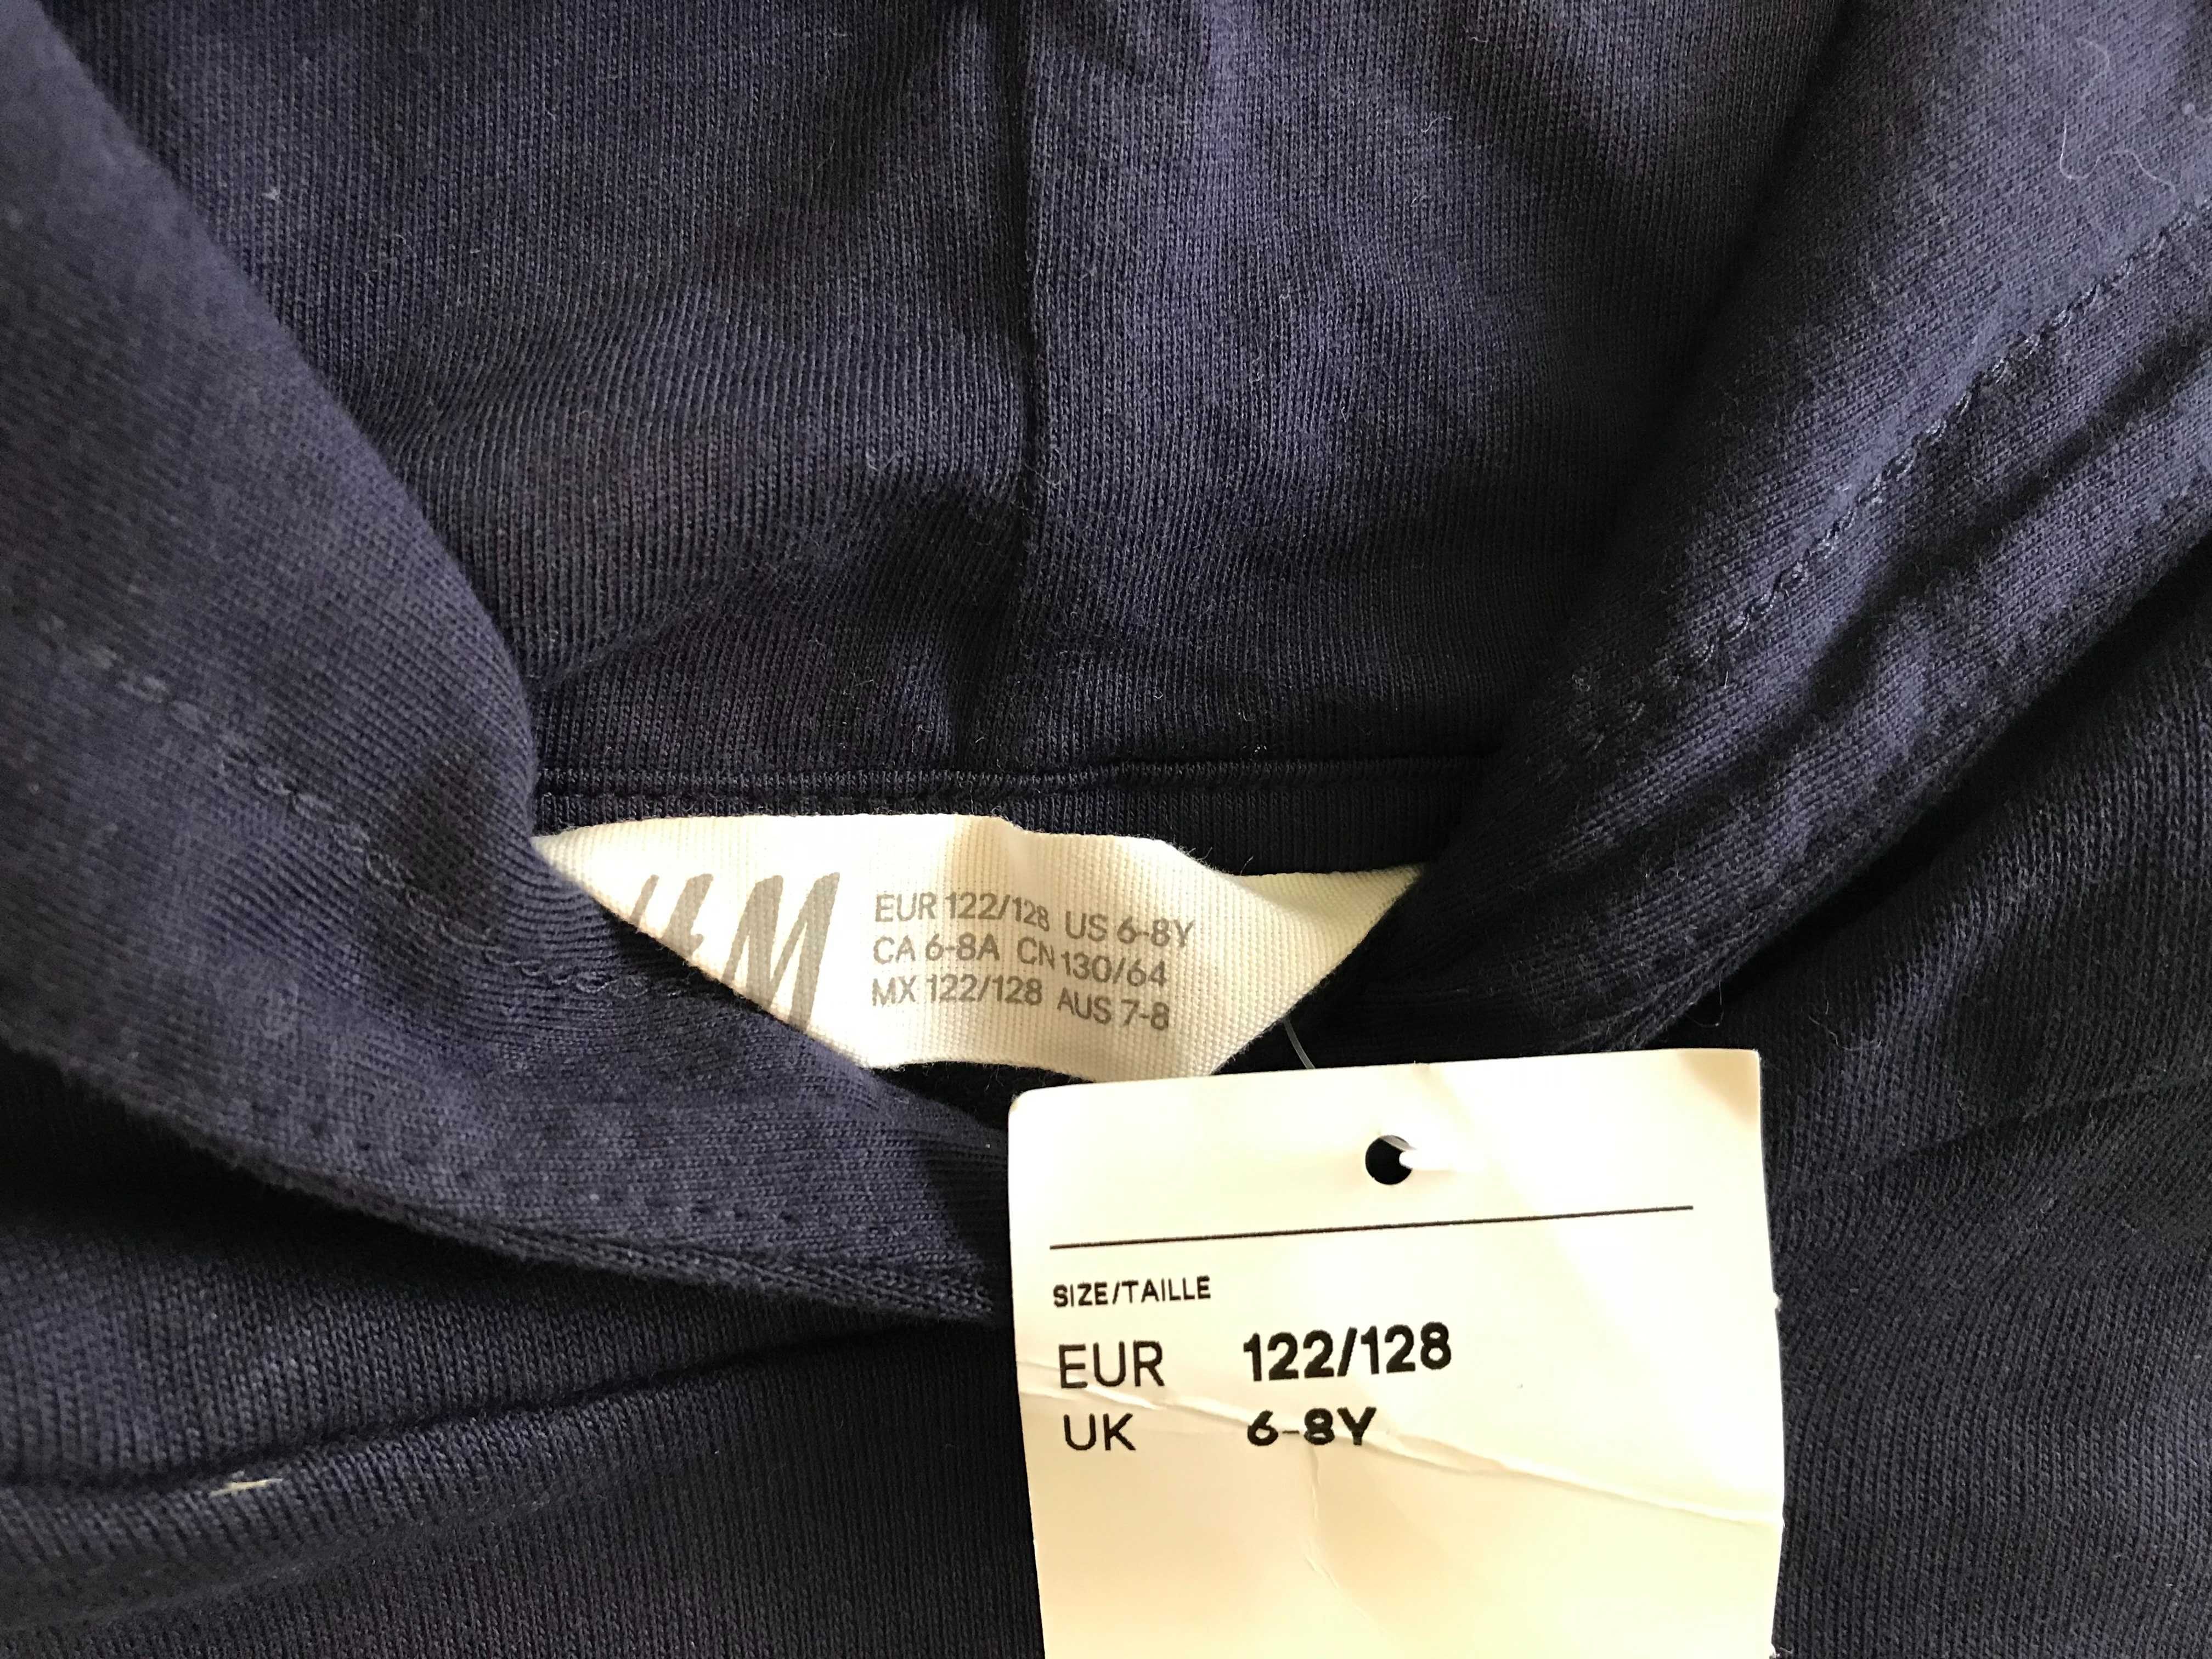 H&M
EUR 122/128 US 6-8Y
CA 6-8A CN 130/64
MX 122/128 AUS 7-8
SIZE/TAILLE
EUR 122/128
UK 6-8Y